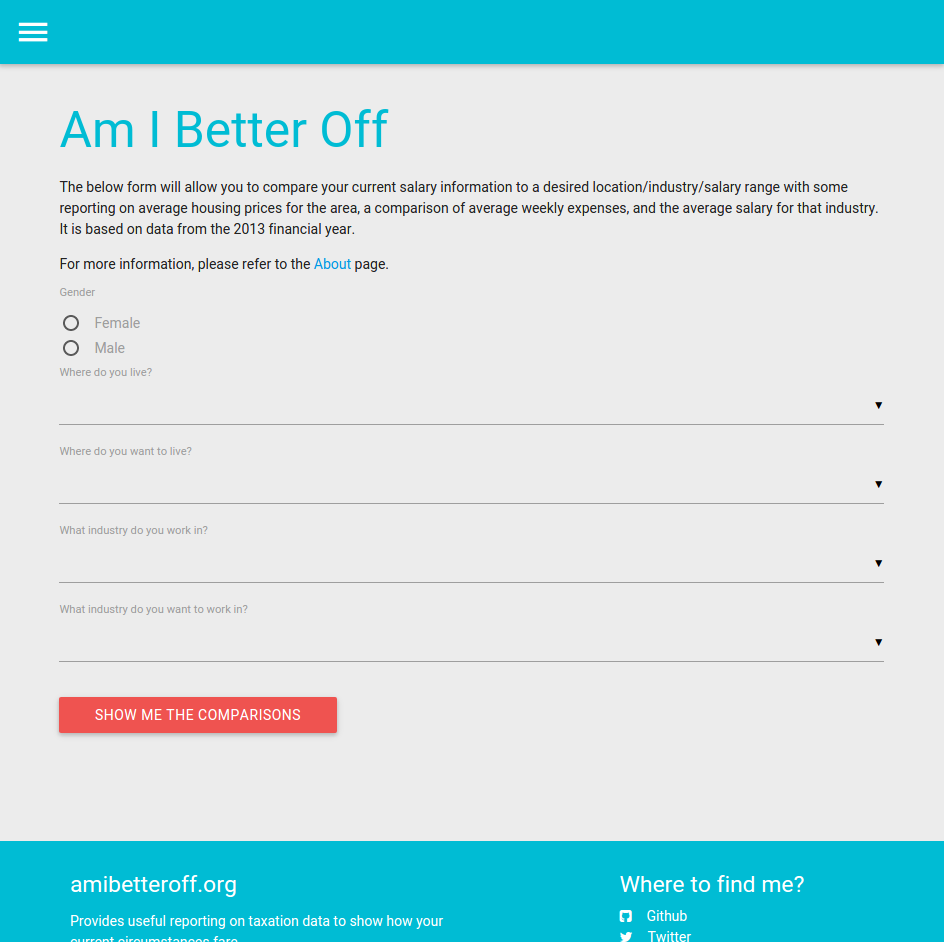 Am I Better Off
The below form will allow you to compare your current salary information to a desired location/industry/salary range with some
reporting on average housing prices for the area, a comparison of average weekly expenses, and the average salary for that industry.
It is based on data from the 2013 financial year.
For more information, please refer to the About page.
Gender
Female
Male
Where do you live?
Where do you want to live?
What industry do you work in?
What industry do you want to work in?
SHOW ME THE COMPARISONS
amibetteroff.org
Provides useful reporting on taxation data to show how your
current circumstances fare
Where to find me?
Github
Twitter